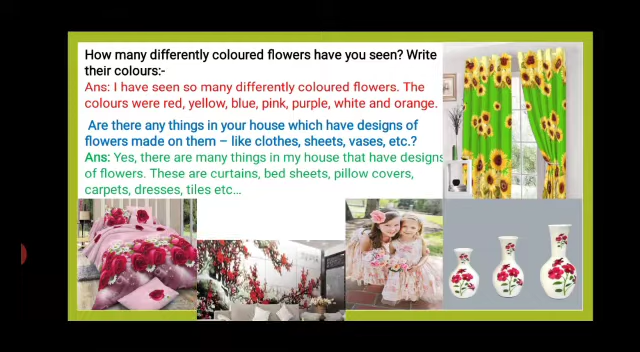 How many differently coloured flowers have you seen? Write
their colours:-
Ans: I have seen so many differently coloured flowers. The
colours were red, yellow, blue, pink, purple, white and orange.
Are there any things in your house which have designs of
flowers made on them – like clothes, sheets, vases, etc.?
Ans: Yes, there are many things in my house that have designs
of flowers. These are curtains, bed sheets, pillow covers,
carpets, dresses, tiles etc...